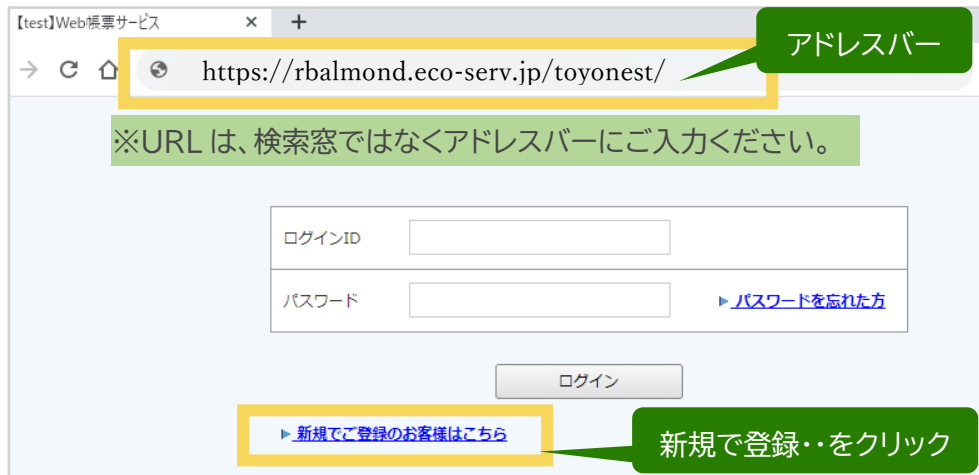 【test】Web帳票サービス
アドレスバー
https://rbalmond.eco-serv.jp/toyonest/
※URL は、検索窓ではなくアドレスバーにご入力ください。
ログインID
パスワード
パスワードを忘れた方
ログイン
新規でご登録のお客様はこちら
新規で登録・・をクリック